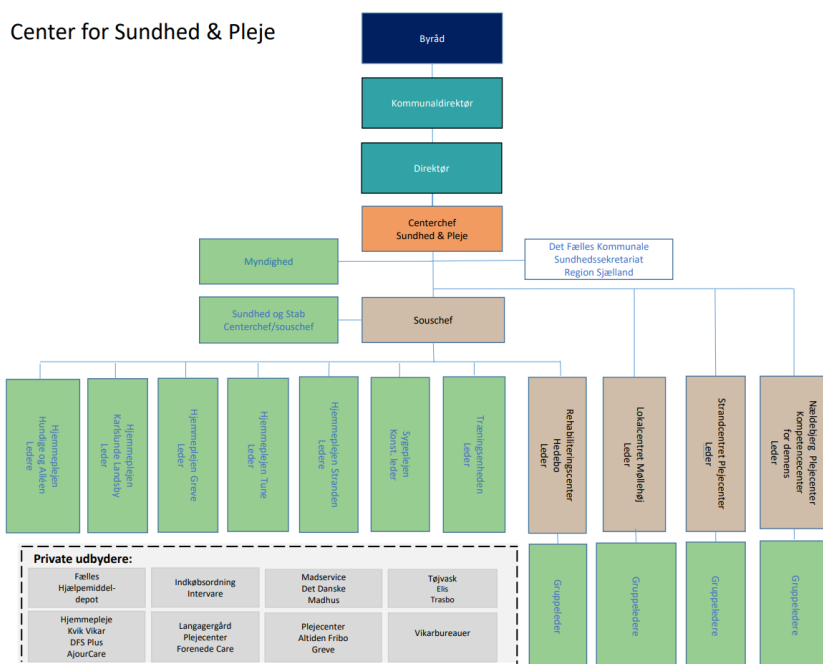 Center for Sundhed & Pleje
Byråd
Kommunaldirektør
Direktør
Centerchef
Sundhed & Pleje
Myndighed
Det Fælles Kommunale
Sundhedssekretariat
Region Sjælland
Sundhed og Stab
Centerchef/souschef
Souschef
Hjemmeplejen
Hundige og Alléen
Ledere
Hjemmeplejen
Karlslunde Landsby
Leder
Hjemmeplejen Greve
Leder
Hjemmeplejen Tune
Leder
Hjemmeplejen Stranden
Ledere
Sygeplejen
Konst. leder
Træningsenheden
Leder
Rehabiliteringscenter
Hedebo
Leder
Lokalcentret Møllehøj
Leder
Strandcentret Plejecenter
Leder
Nældebjerg Plejecenter
Kompetencecenter
for demens
Leder
Gruppeleder
Gruppeledere
Gruppeledere
Gruppeledere
Private udbydere:
Fælles
Hjælpemiddel-
depot
Indkøbsordning
Intervare
Madservice
Det Danske
Madhus
Tøjvask
Elis
Trasbo
Hjemmepleje
Kvik Vikar
DFS Plus
AjourCare
Langagergård
Plejecenter
Forenede Care
Plejecenter
Altiden Fribo
Greve
Vikarbureauer